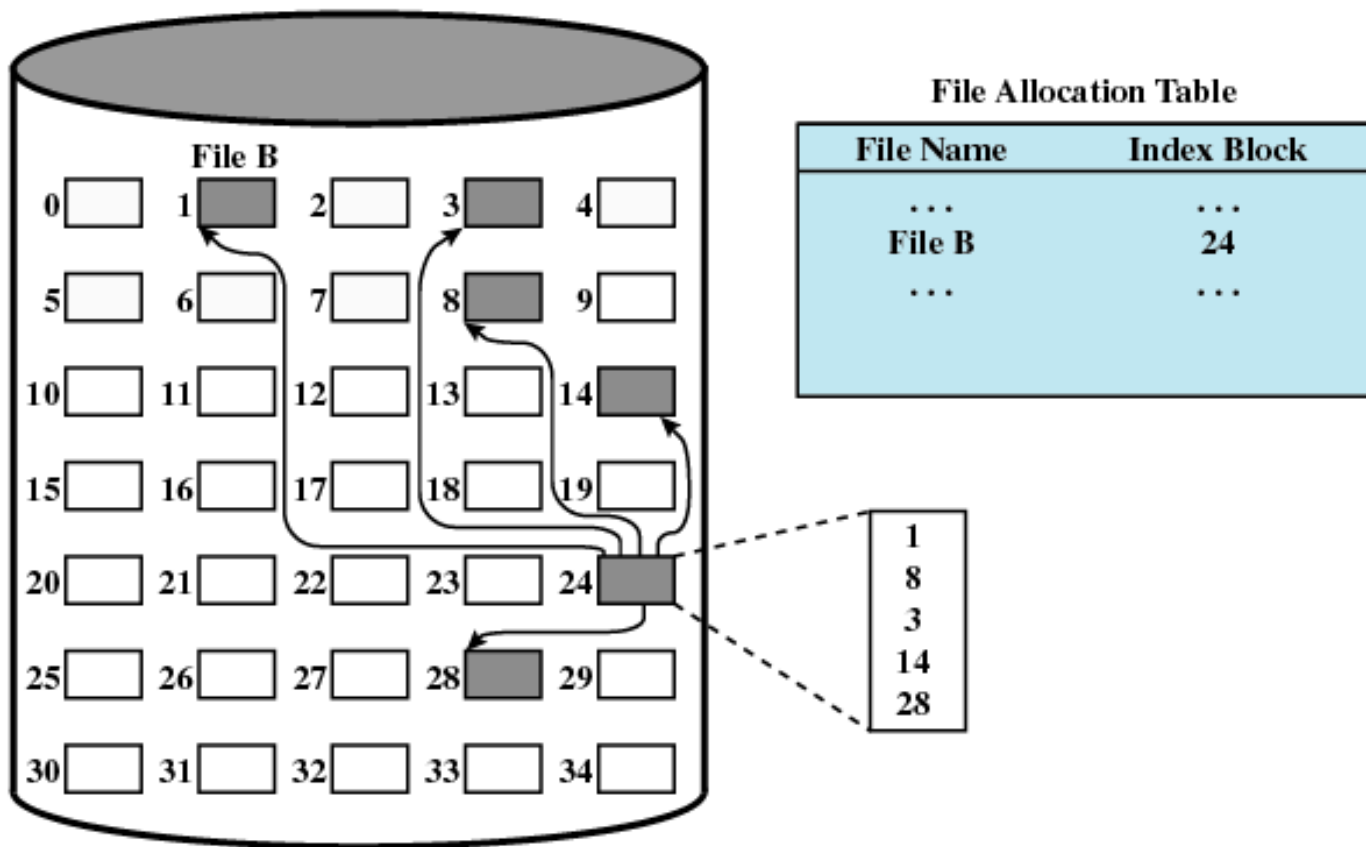 File B
0 1 2 3 4
5 6 7 8 9
10 11 12 13 14
15 16 17 18 19
20 21 22 23 24
25 26 27 28 29
30 31 32 33 34
File Allocation Table
File Name Index Block
... ...
File B 24
... ...
1
8
3
14
28